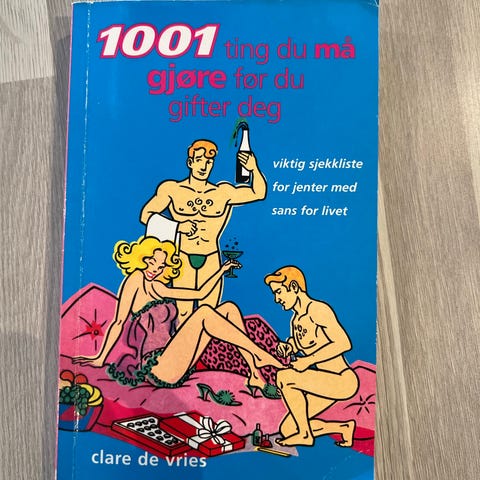 1001 ting du må
gjøre før du
gifter deg
viktig sjekkliste
for jenter med
sans for livet
clare de vries